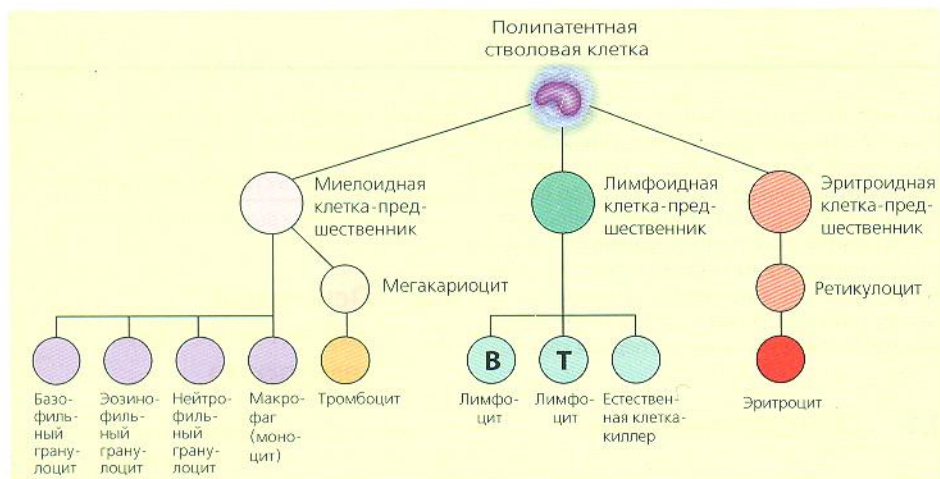 Полипатентная
стволовая клетка
Миелоидная
клетка-пред-
шественник
Лимфоидная
клетка-пред-
шественник
Эритроидная
клетка-пред-
шественник
Мегакариоцит
Ретикулоцит
В
Т
Базо-
филь-
ный
грану-
лоцит
Эозино-
филь-
ный
грану-
лоцит
Нейтро-
филь-
ный
грану-
лоцит
Макро-
фаг
(моно-
цит)
Тромбоцит
Лимфо-
цит
Лимфо-
цит
Естествен-
ная клетка-
киллер
Эритроцит